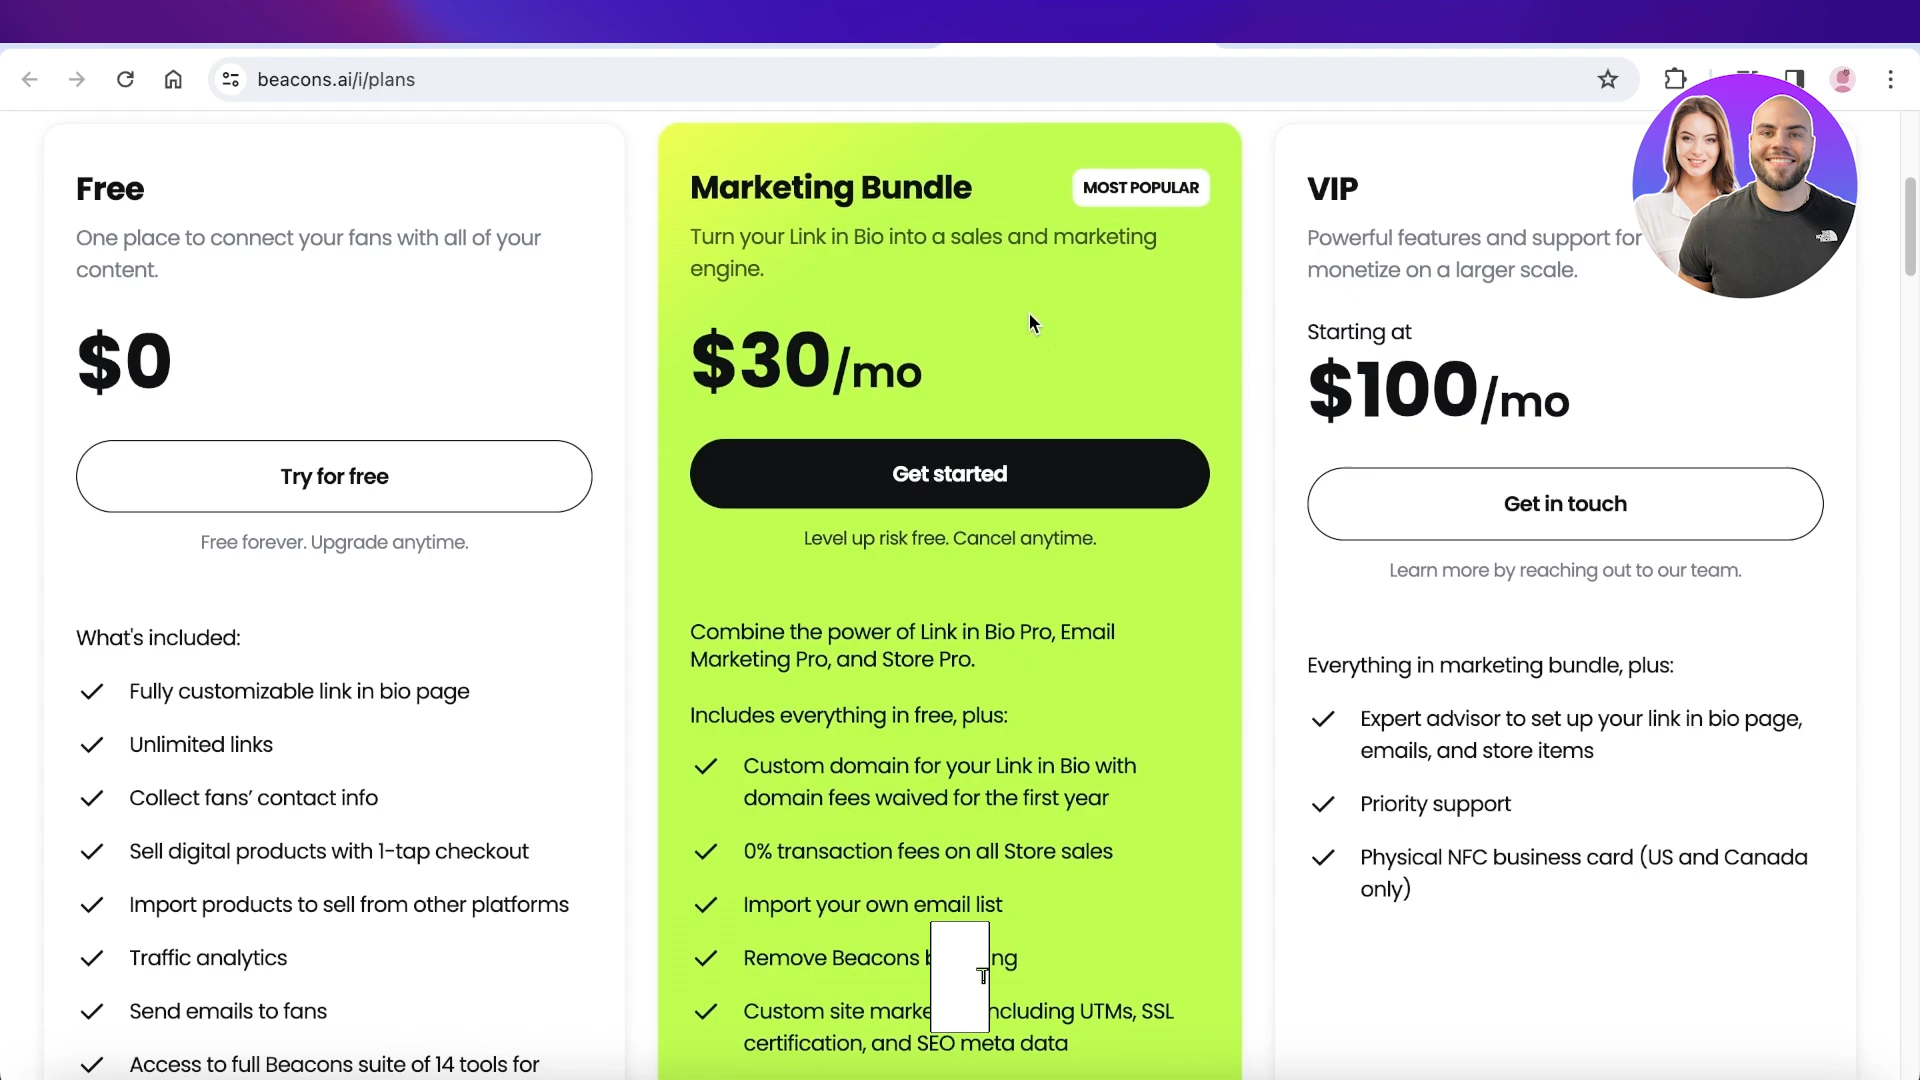 beacons.ai/i/plans
Free
One place to connect your fans with all of your
content.
$0
Try for free
Free forever. Upgrade anytime.
What's included:
Fully customizable link in bio page
Unlimited links
Collect fans’ contact info
Sell digital products with 1-tap checkout
Import products to sell from other platforms
Traffic analytics
Send emails to fans
Access to full Beacons suite of 14 tools for
Marketing Bundle
MOST POPULAR
Turn your Link in Bio into a sales and marketing
engine.
$30/mo
Get started
Level up risk free. Cancel anytime.
Combine the power of Link in Bio Pro, Email
Marketing Pro, and Store Pro.
Includes everything in free, plus:
Custom domain for your Link in Bio with
domain fees waived for the first year
0% transaction fees on all Store sales
Import your own email list
Remove Beacons
Custom site UTMs, SSL
certification, and SEO meta data
T
VIP
Powerful features and support for
monetize on a larger scale.
Starting at
$100/mo
Get in touch
Learn more by reaching out to our team.
Everything in marketing bundle, plus:
Expert advisor to set up your link in bio page,
emails, and store items
Priority support
Physical NFC business card (US and Canada
only)